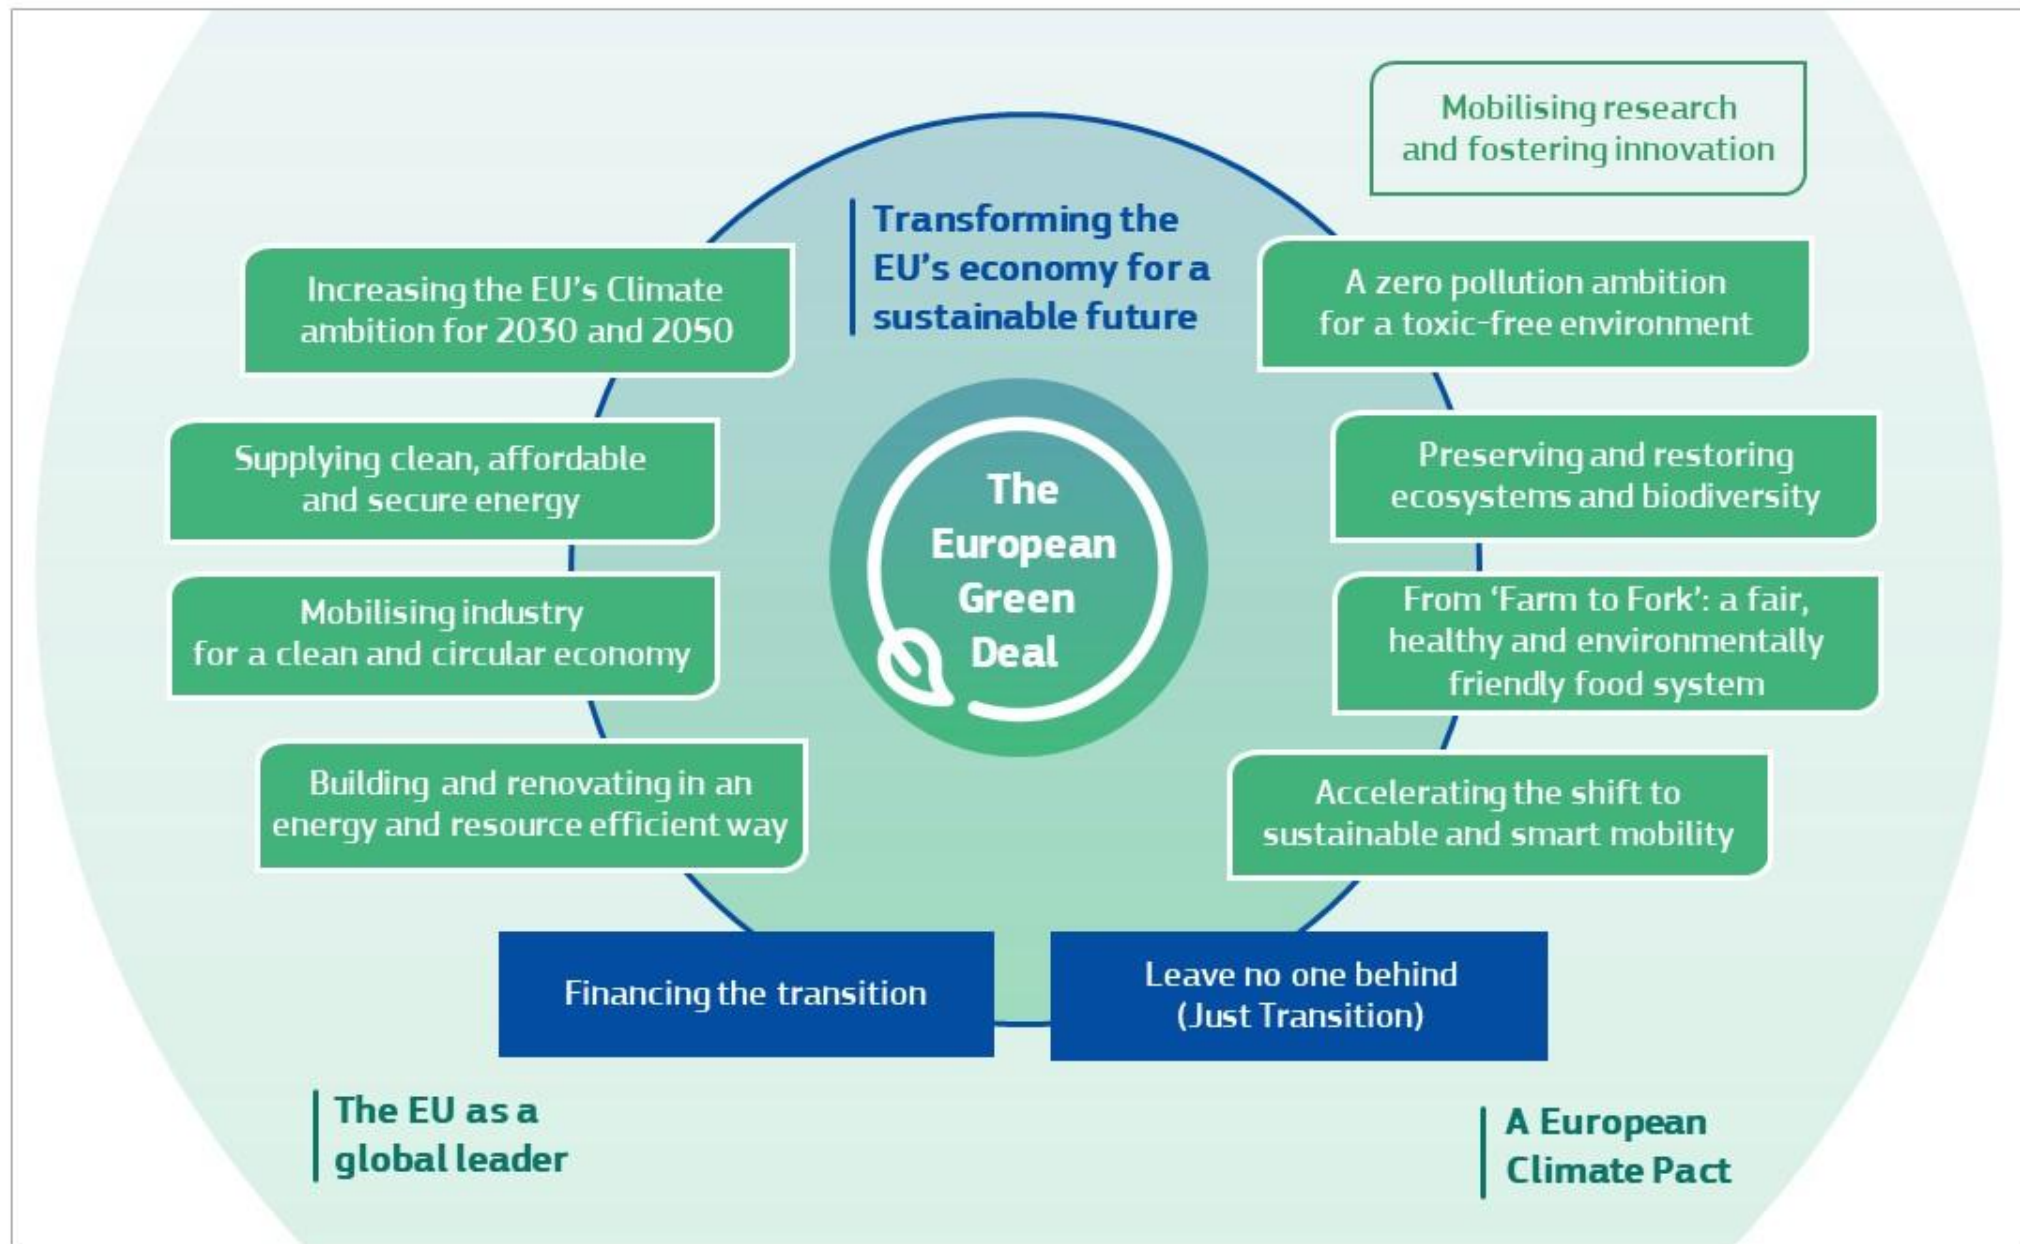 Mobilising research
and fostering innovation
Transforming the
EU's economy for a
sustainable future
Increasing the EU's Climate
ambition for 2030 and 2050
Supplying clean, affordable
and secure energy
Mobilising industry
for a clean and circular economy
Building and renovating in an
energy and resource efficient way
The
European
Green
Deal
A zero pollution ambition
for a toxic-free environment
Preserving and restoring
ecosystems and biodiversity
From ‘Farm to Fork’: a fair,
healthy and environmentally
friendly food system
Accelerating the shift to
sustainable and smart mobility
Financing the transition
Leave no one behind
(Just Transition)
The EU as a
global leader
A European
Climate Pact